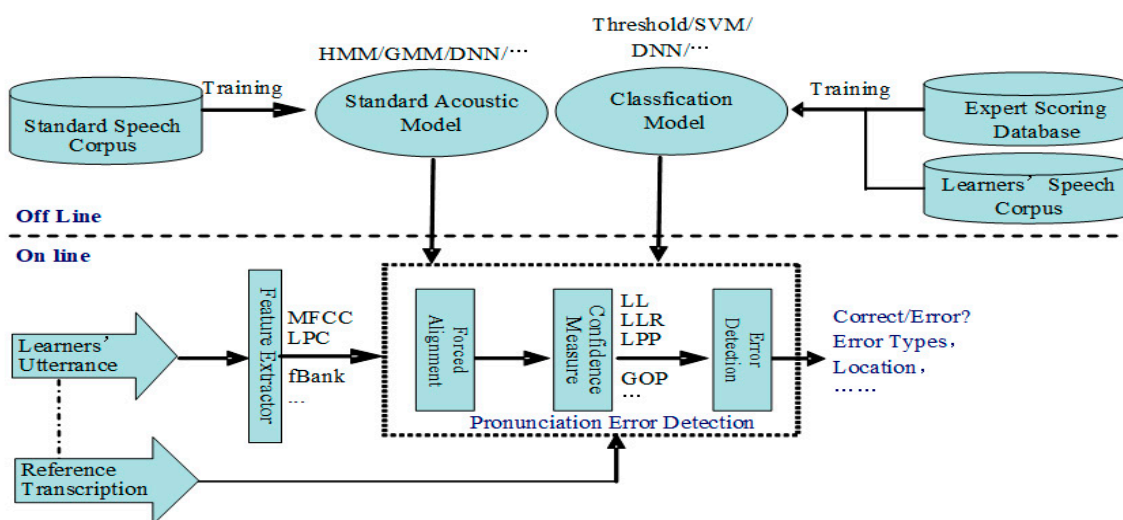 Threshold/SVM/
DNN/…
HMM/GMM/DNN/…
Training
Standard Speech
Corpus
Standard Acoustic
Model
Classfication
Model
Training
Expert Scoring
Database
Learners’ Speech
Corpus
Off Line
On line
Learners’
Utterrance
Feature Extractor
MFCC
LPC
fBank
…
Forced
Alignment
Confidence
Measure
LL
LLR
LPP
GOP
…
Error
Detection
Correct/Error?
Error Types,
Location,
……
Pronunciation Error Detection
Reference
Transcription